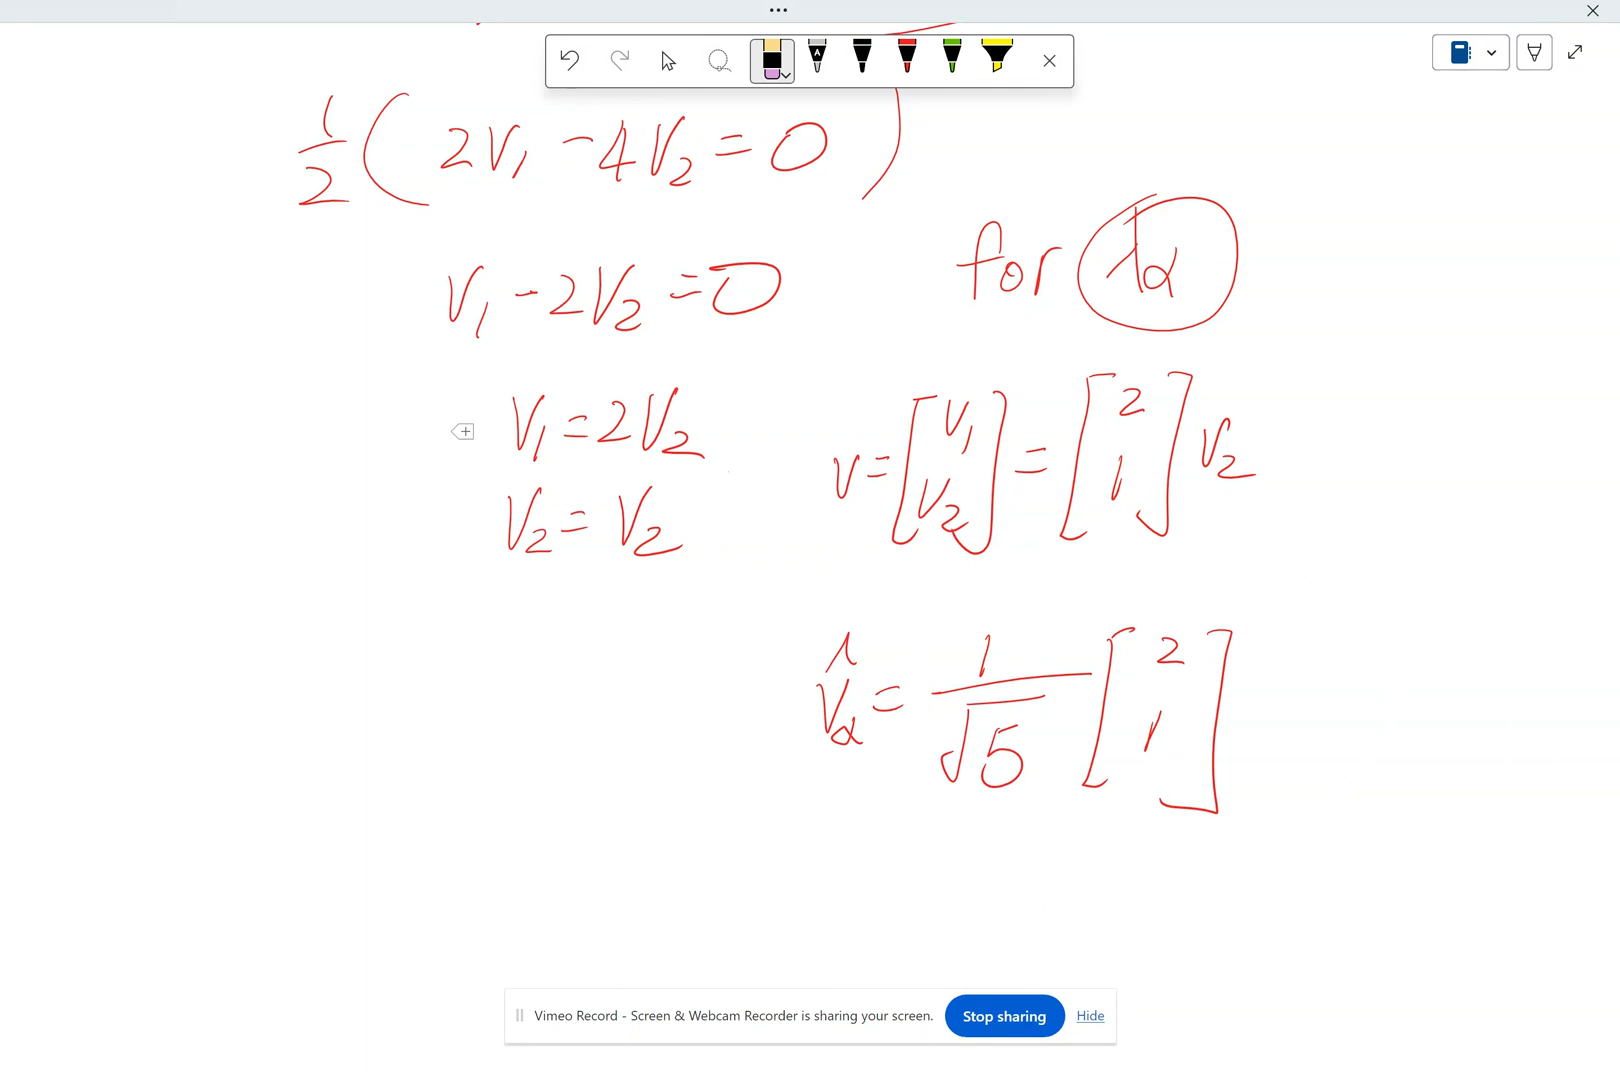 1/2 ( 2V₁ - 4V₂ = 0 )
V₁ - 2V₂ = 0
for λα
V₁ = 2V₂
V₂ = V₂
V = [V₁ V₂] = [2 1] V₂
V̂α = 1/√5 [2 1]
Vimeo Record - Screen & Webcam Recorder is sharing your screen.
Stop sharing
Hide